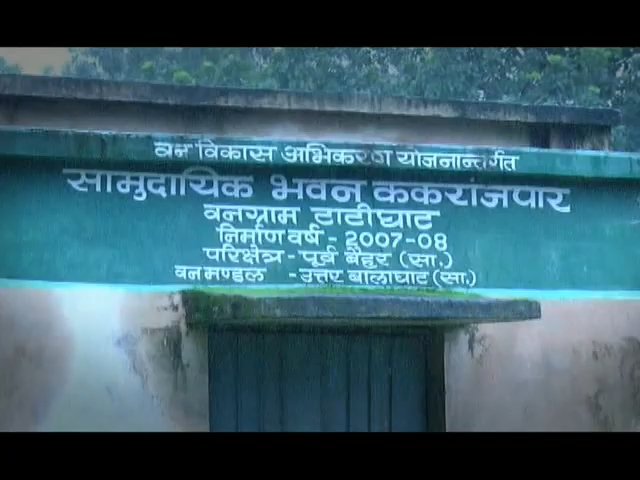 वन विकास अभिकरण योजनान्तर्गत
सामुदायिक भवन ककरांजपार
वनग्राम टाटीघाट
निर्माण वर्ष - 2007-08
परिक्षेत्र - पूर्व बैहर (सा.)
वन मण्डल - उत्तर बालाघाट (सा.)